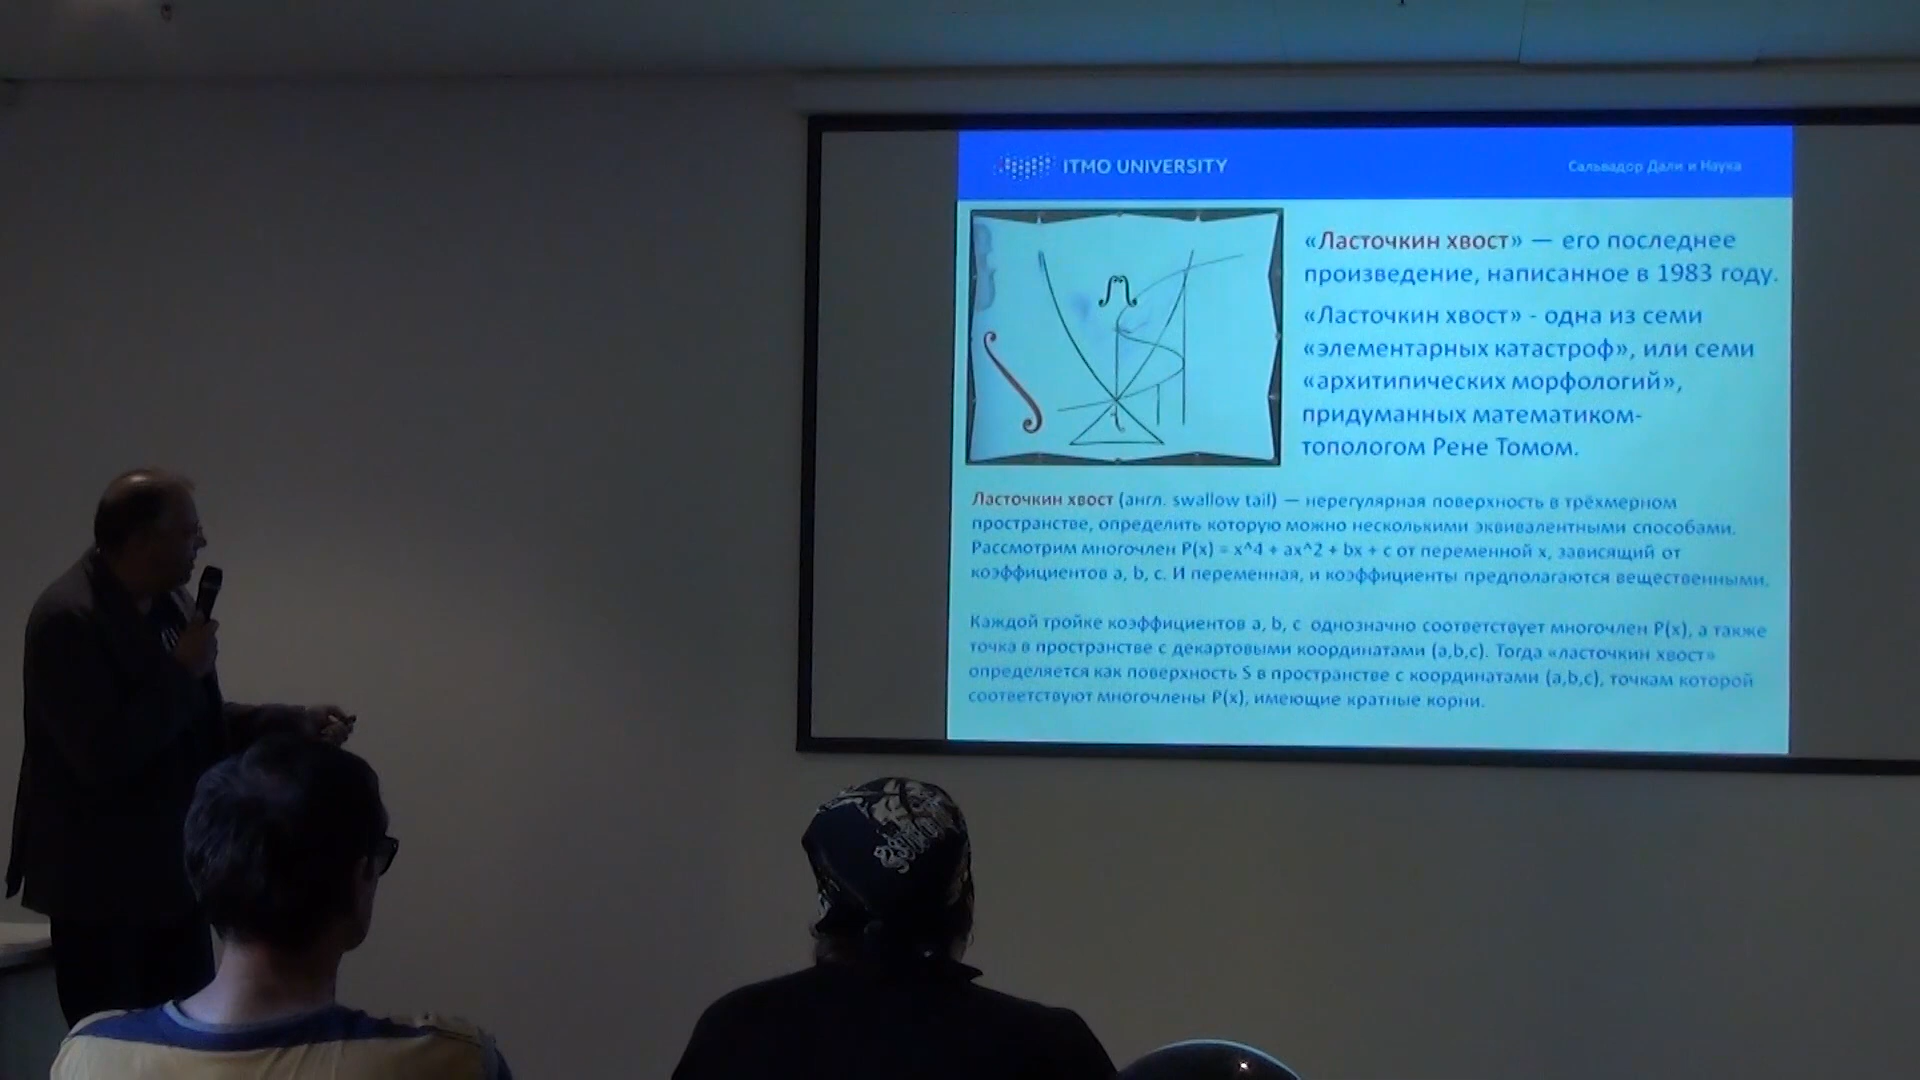 ITMO UNIVERSITY
Сальвадор Дали и Наука
«Ласточкин хвост» — его последнее
произведение, написанное в 1983 году.
«Ласточкин хвост» - одна из семи
«элементарных катастроф», или семи
«архитипических морфологий»,
придуманных математиком-
топологом Рене Томом.
Ласточкин хвост (англ. swallow tail) — нерегулярная поверхность в трёхмерном
пространстве, определить которую можно несколькими эквивалентными способами.
Рассмотрим многочлен P(x) = x^4 + ax^2 + bx + c от переменной x, зависящий от
коэффициентов a, b, c. И переменная, и коэффициенты предполагаются вещественными.
Каждой тройке коэффициентов a, b, c однозначно соответствует многочлен P(x), а также
точка в пространстве с декартовыми координатами (a,b,c). Тогда «ласточкин хвост»
определяется как поверхность S в пространстве с координатами (a,b,c), точкам которой
соответствуют многочлены P(x), имеющие кратные корни.